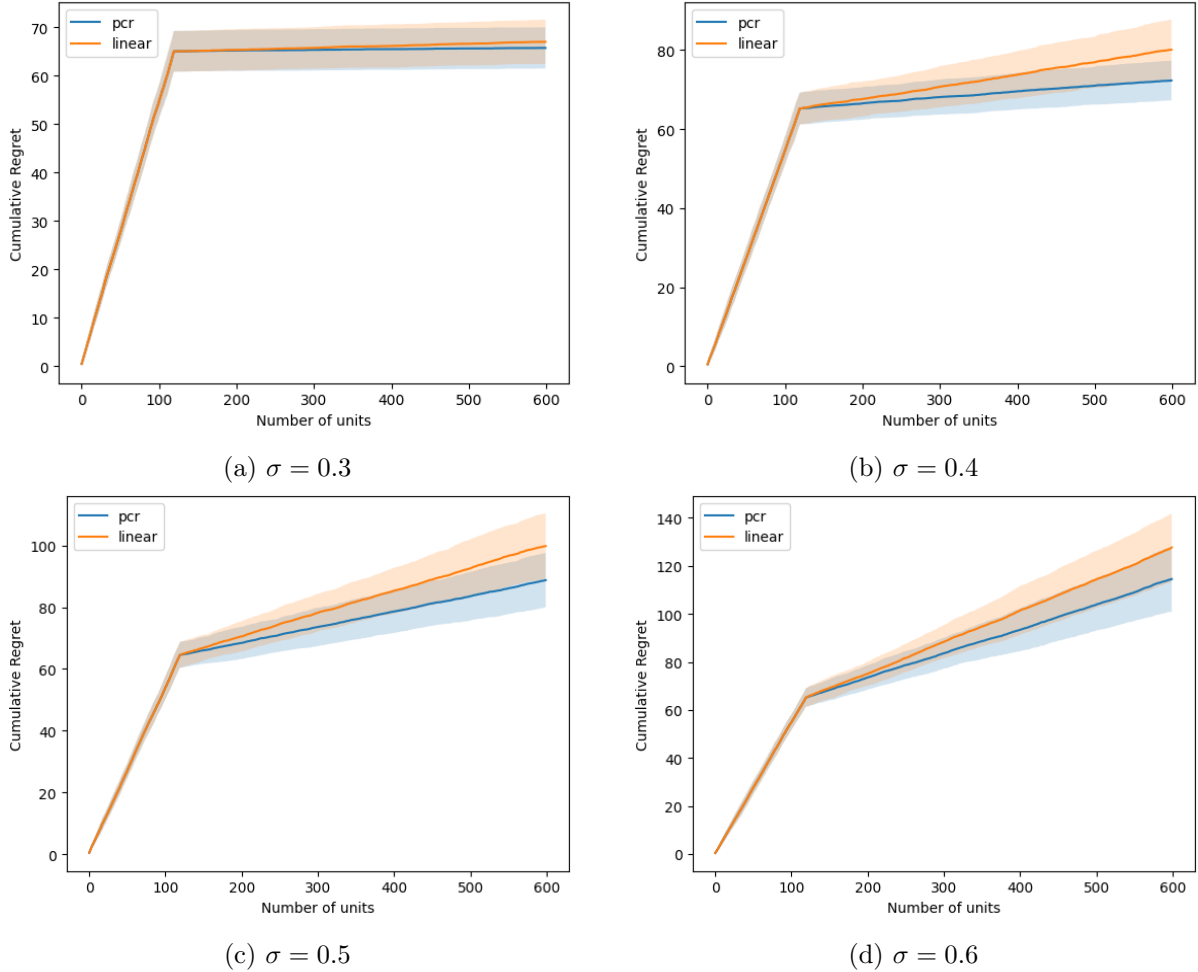 pcr
linear
70
60
50
40
30
20
10
0
Cumulative Regret
0 100 200 300 400 500 600
Number of units
(a) σ = 0.3
pcr
linear
80
60
40
20
0
Cumulative Regret
0 100 200 300 400 500 600
Number of units
(b) σ = 0.4
pcr
linear
100
80
60
40
20
0
Cumulative Regret
0 100 200 300 400 500 600
Number of units
(c) σ = 0.5
pcr
linear
140
120
100
80
60
40
20
0
Cumulative Regret
0 100 200 300 400 500 600
Number of units
(d) σ = 0.6